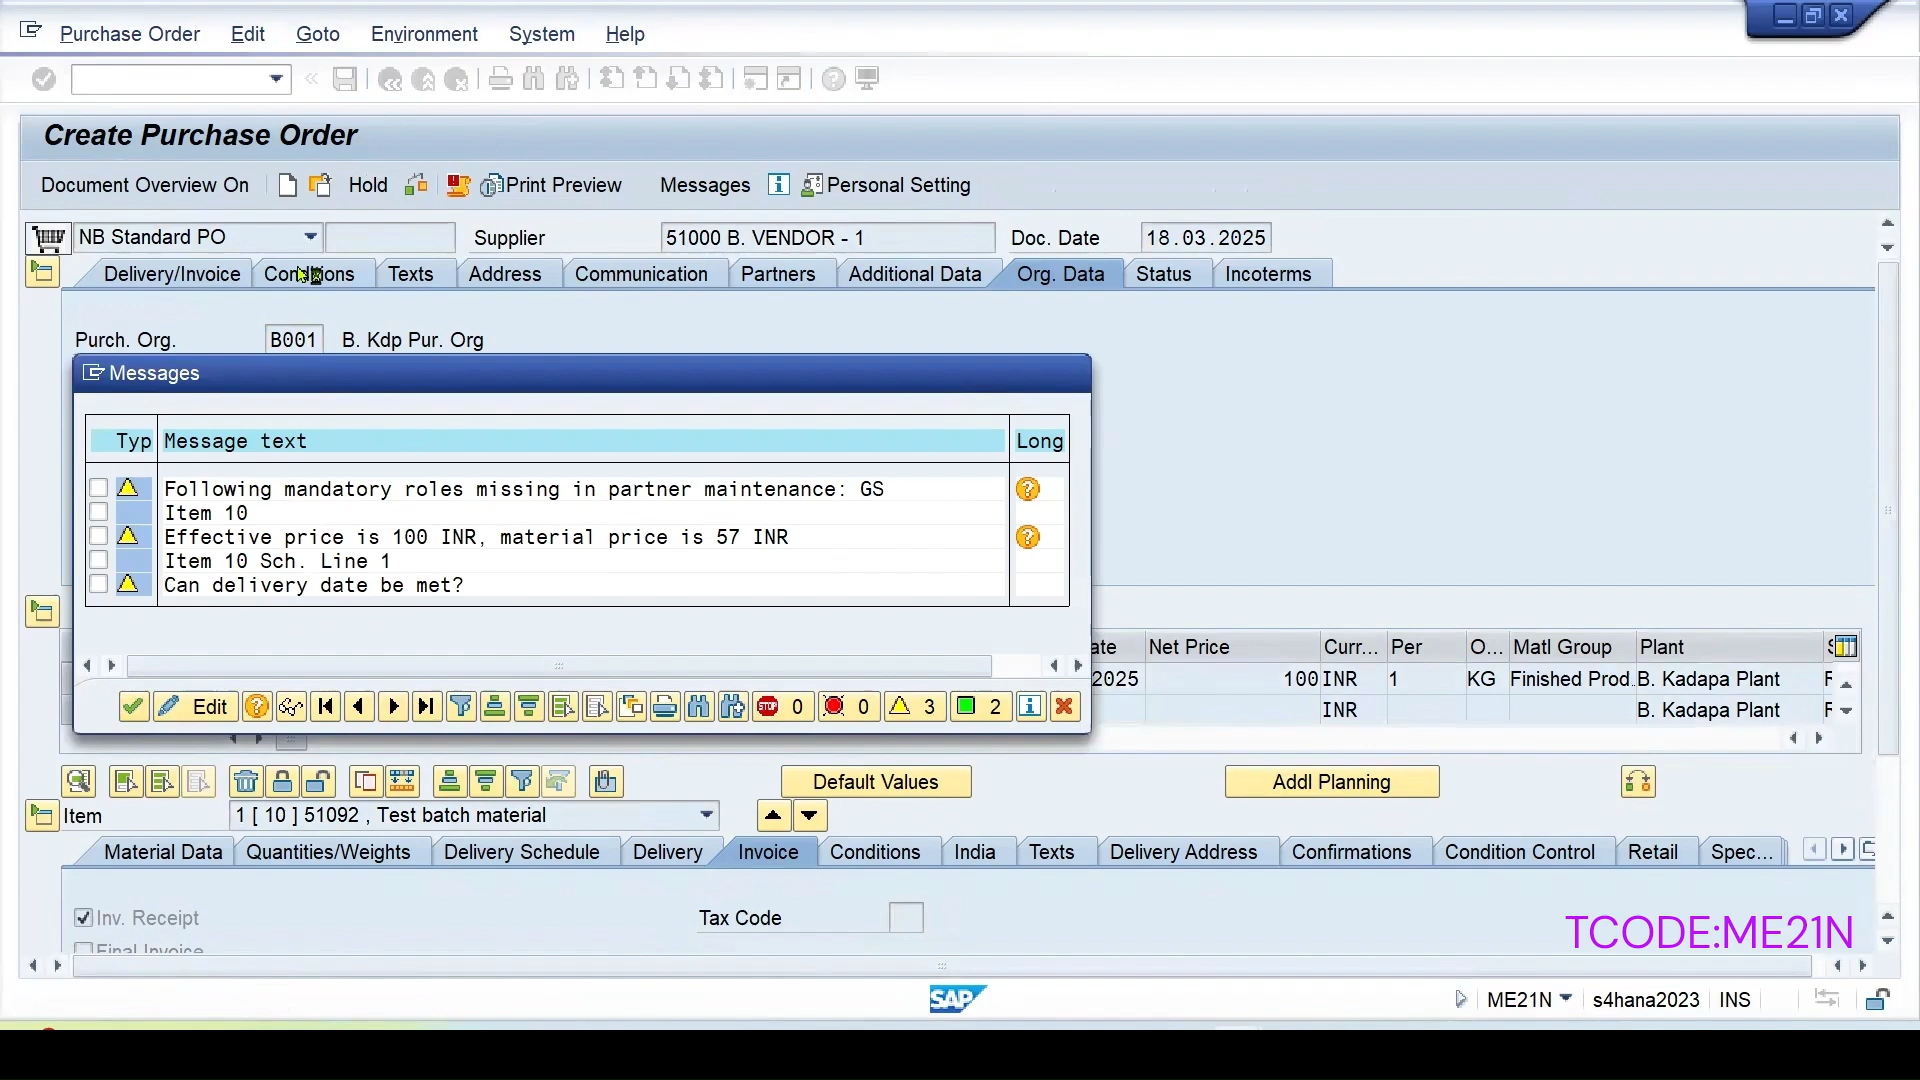 Purchase Order Edit Goto Environment System Help
Create Purchase Order
Document Overview On Hold Print Preview Messages Personal Setting
NB Standard PO Supplier 51000 B. VENDOR - 1 Doc. Date 18.03.2025
Delivery/Invoice Conditions Texts Address Communication Partners Additional Data Org. Data Status Incoterms
Purch. Org. B001 B. Kdp Pur. Org
Messages
Typ Message text Long
Following mandatory roles missing in partner maintenance: GS
Item 10
Effective price is 100 INR, material price is 57 INR
Item 10 Sch. Line 1
Can delivery date be met?
ate Net Price Curr... Per O... Matl Group Plant
2025 100 INR 1 KG Finished Prod.. B. Kadapa Plant
INR B. Kadapa Plant
Edit STOP 0 0 3 2
Default Values Addl Planning
Item 1 [ 10 ] 51092 , Test batch material
Material Data Quantities/Weights Delivery Schedule Delivery Invoice Conditions India Texts Delivery Address Confirmations Condition Control Retail Spec...
Inv. Receipt Tax Code
Final Invoice
TCODE:ME21N
SAP ME21N s4hana2023 INS